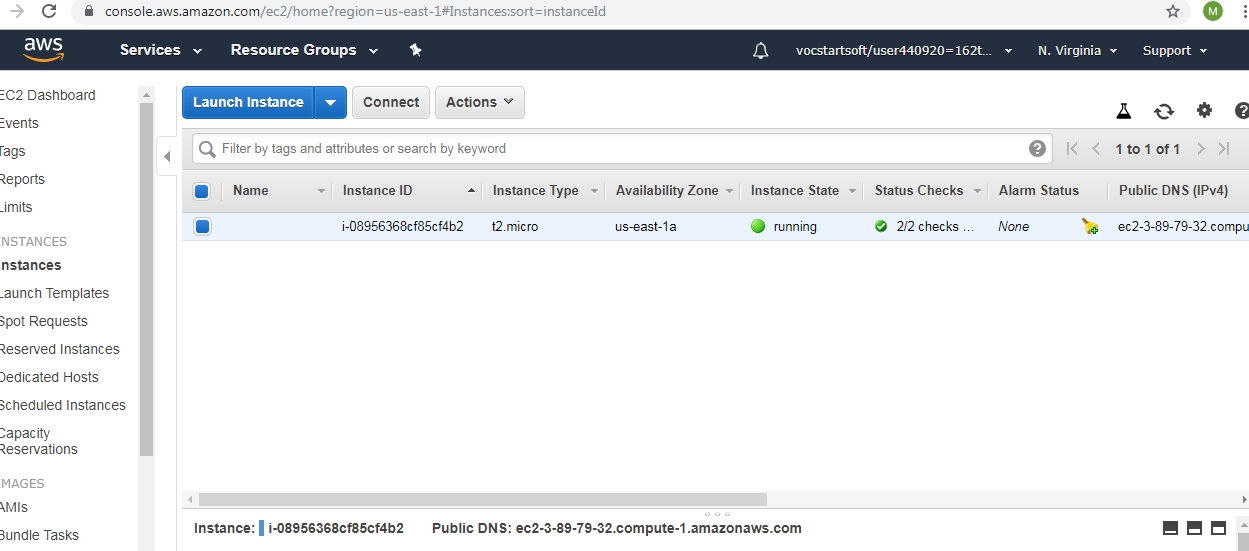 console.aws.amazon.com/ec2/home?region=us-east-1#Instances:sort=instanceId
M
aws Services Resource Groups vocstartsoft/user440920=162t... N. Virginia Support
EC2 Dashboard
Events
Tags
Reports
Limits
INSTANCES
Instances
Launch Templates
Spot Requests
Reserved Instances
Dedicated Hosts
Scheduled Instances
Capacity
Reservations
IMAGES
AMIs
Bundle Tasks
Launch Instance Connect Actions
Filter by tags and attributes or search by keyword ? 1 to 1 of 1
Name Instance ID Instance Type Availability Zone Instance State Status Checks Alarm Status Public DNS (IPv4)
i-08956368cf85cf4b2 t2.micro us-east-1a running 2/2 checks ... None ec2-3-89-79-32.compu
Instance: i-08956368cf85cf4b2 Public DNS: ec2-3-89-79-32.compute-1.amazonaws.com